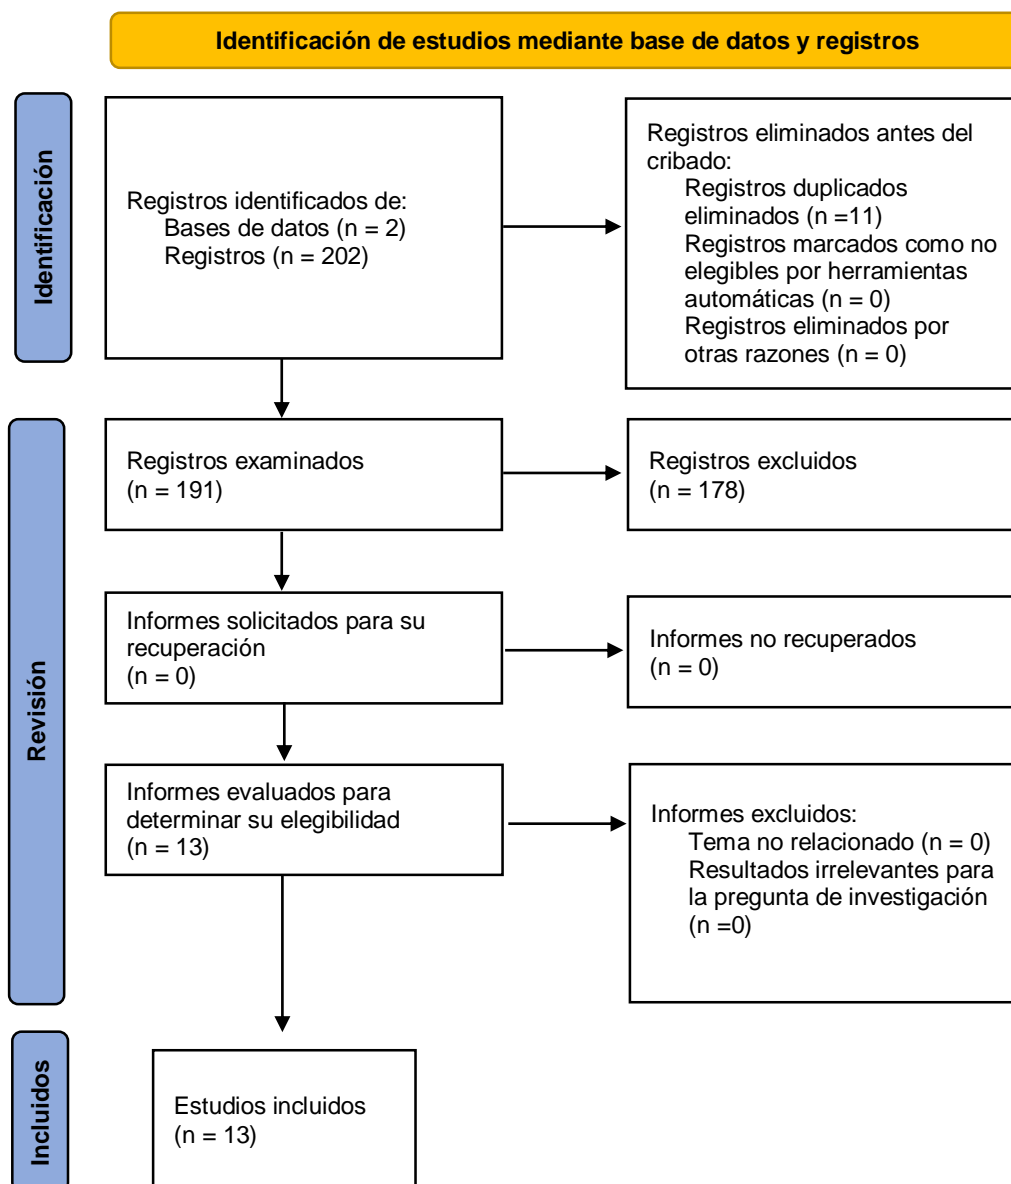 Identificación de estudios mediante base de datos y registros
Identificación
Registros identificados de:
Bases de datos (n = 2)
Registros (n = 202)
Registros eliminados antes del
cribado:
Registros duplicados
eliminados (n =11)
Registros marcados como no
elegibles por herramientas
automáticas (n = 0)
Registros eliminados por
otras razones (n = 0)
Revisión
Registros examinados
(n = 191)
Registros excluidos
(n = 178)
Informes solicitados para su
recuperación
(n = 0)
Informes no recuperados
(n = 0)
Informes evaluados para
determinar su elegibilidad
(n = 13)
Informes excluidos:
Tema no relacionado (n = 0)
Resultados irrelevantes para
la pregunta de investigación
(n =0)
Incluidos
Estudios incluidos
(n = 13)